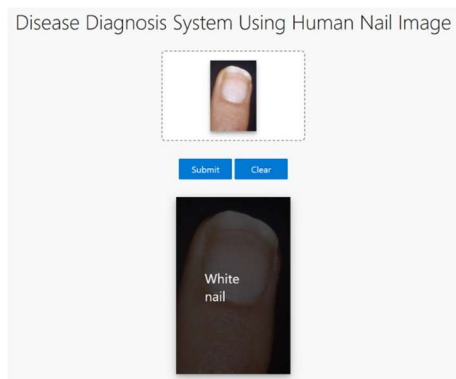 Disease Diagnosis System Using Human Nail Image
Submit Clear
White
nail